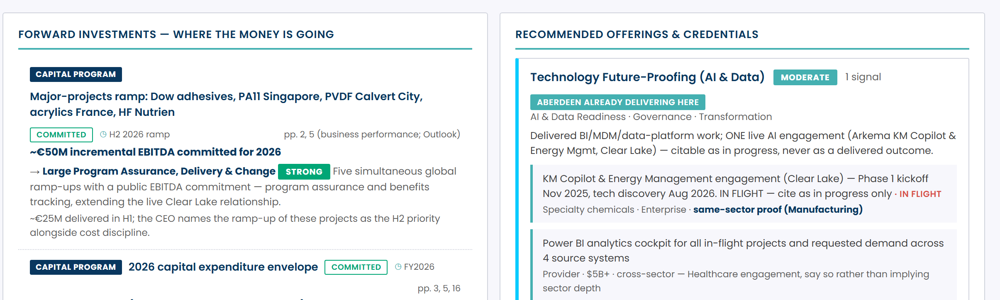 FORWARD INVESTMENTS — WHERE THE MONEY IS GOING
CAPITAL PROGRAM
Major-projects ramp: Dow adhesives, PA11 Singapore, PVDF Calvert City,
acrylics France, HF Nutrien
COMMITTED H2 2026 ramp pp. 2, 5 (business performance; Outlook)
~€50M incremental EBITDA committed for 2026
→ Large Program Assurance, Delivery & Change STRONG Five simultaneous global
ramp-ups with a public EBITDA commitment — program assurance and benefits
tracking, extending the live Clear Lake relationship.
~€25M delivered in H1; the CEO names the ramp-up of these projects as the H2 priority
alongside cost discipline.
CAPITAL PROGRAM 2026 capital expenditure envelope COMMITTED FY2026
pp. 3, 5, 16
RECOMMENDED OFFERINGS & CREDENTIALS
Technology Future-Proofing (AI & Data) MODERATE 1 signal
ABERDEEN ALREADY DELIVERING HERE
AI & Data Readiness · Governance · Transformation
Delivered BI/MDM/data-platform work; ONE live AI engagement (Arkema KM Copilot &
Energy Mgmt, Clear Lake) — citable as in progress, never as a delivered outcome.
KM Copilot & Energy Management engagement (Clear Lake) — Phase 1 kickoff
Nov 2025, tech discovery Aug 2026. IN FLIGHT — cite as in progress only · IN FLIGHT
Specialty chemicals · Enterprise · same-sector proof (Manufacturing)
Power BI analytics cockpit for all in-flight projects and requested demand across
4 source systems
Provider · $5B+ · cross-sector — Healthcare engagement, say so rather than implying
sector depth